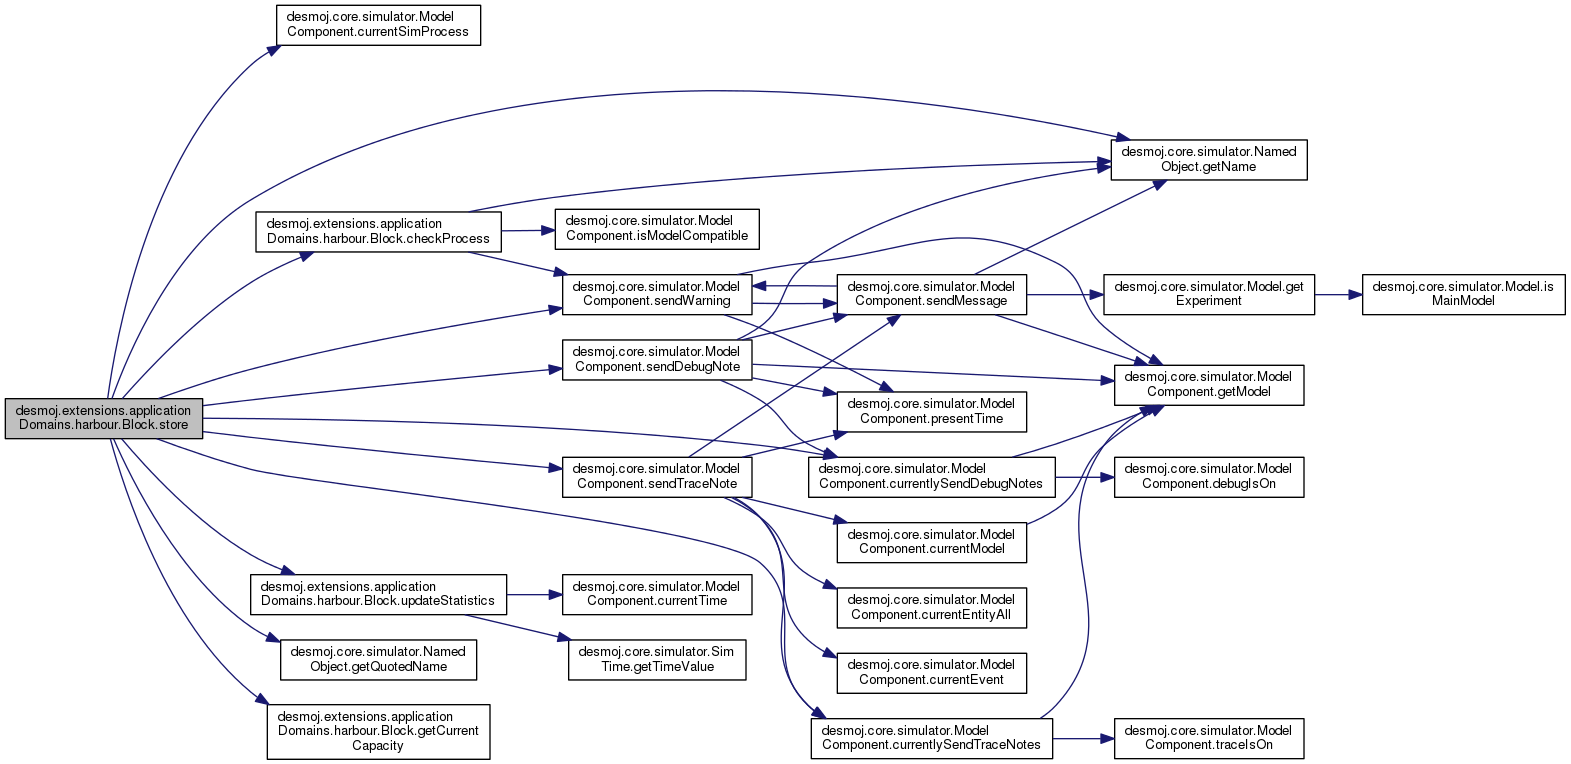 desmoj.core.simulator.Model
Component.currentSimProcess
desmoj.core.simulator.Named
Object.getName
desmoj.extensions.application
Domains.harbour.Block.checkProcess
desmoj.core.simulator.Model
Component.isModelCompatible
desmoj.core.simulator.Model
Component.sendWarning
desmoj.core.simulator.Model
Component.sendMessage
desmoj.core.simulator.Model.get
Experiment
desmoj.core.simulator.Model.is
MainModel
desmoj.core.simulator.Model
Component.sendDebugNote
desmoj.core.simulator.Model
Component.getModel
desmoj.core.simulator.Model
Component.presentTime
desmoj.extensions.application
Domains.harbour.Block.store
desmoj.core.simulator.Model
Component.sendTraceNote
desmoj.core.simulator.Model
Component.currentlySendDebugNotes
desmoj.core.simulator.Model
Component.debugIsOn
desmoj.core.simulator.Model
Component.currentModel
desmoj.extensions.application
Domains.harbour.Block.updateStatistics
desmoj.core.simulator.Model
Component.currentTime
desmoj.core.simulator.Model
Component.currentEntityAll
desmoj.core.simulator.Named
Object.getQuotedName
desmoj.core.simulator.Sim
Time.getTimeValue
desmoj.core.simulator.Model
Component.currentEvent
desmoj.extensions.application
Domains.harbour.Block.getCurrent
Capacity
desmoj.core.simulator.Model
Component.currentlySendTraceNotes
desmoj.core.simulator.Model
Component.traceIsOn